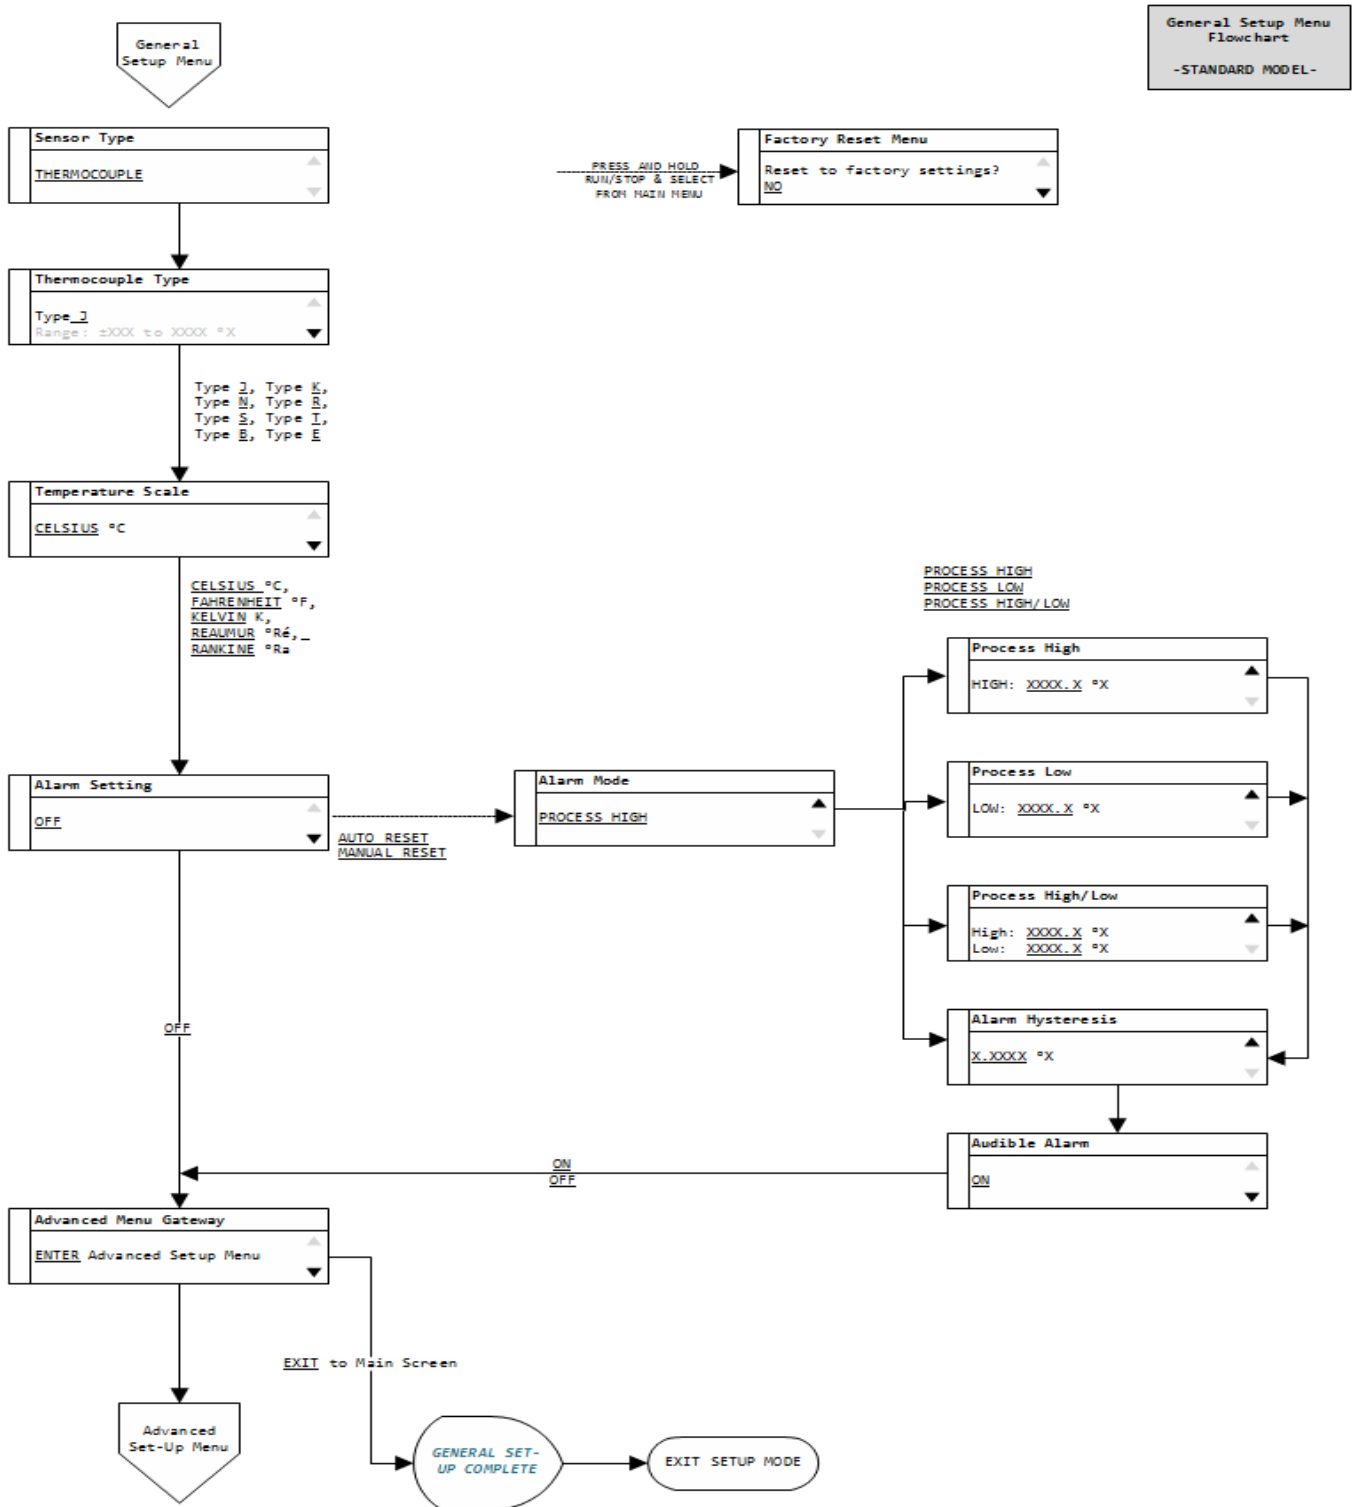 General
Setup Menu
General Setup Menu
Flowchart
-STANDARD MODEL-
Sensor Type
THERMOCOUPLE
PRESS AND HOLD
RUN/STOP & SELECT
FROM MAIN MENU
Factory Reset Menu
Reset to factory settings?
NO
Thermocouple Type
Type J
Range: ±XXX to XXXX °X
Type J, Type K,
Type N, Type R,
Type S, Type T,
Type B, Type E
Temperature Scale
CELSIUS °C
CELSIUS °C,
FAHRENHEIT °F,
KELVIN K,
REAUMUR °Ré,
RANKINE °Ra
PROCESS HIGH
PROCESS LOW
PROCESS HIGH/LOW
Process High
HIGH: XXXX.X °X
Alarm Setting
OFF
AUTO RESET
MANUAL RESET
Alarm Mode
PROCESS HIGH
Process Low
LOW: XXXX.X °X
Process High/Low
High: XXXX.X °X
Low: XXXX.X °X
Alarm Hysteresis
X.XXXX °X
OFF
Audible Alarm
ON
ON
OFF
Advanced Menu Gateway
ENTER Advanced Setup Menu
EXIT to Main Screen
Advanced
Set-Up Menu
GENERAL SET-
UP COMPLETE
EXIT SETUP MODE